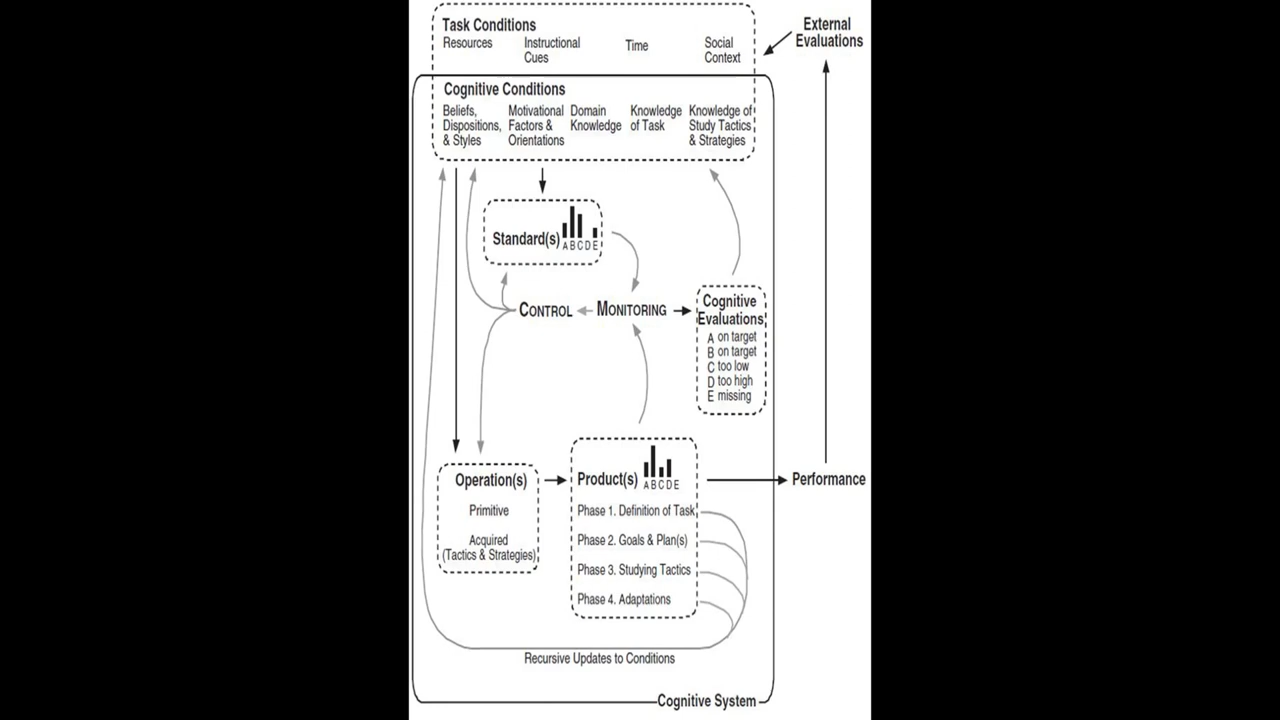 Task Conditions
Resources
Instructional
Cues
Time
Social
Context
External
Evaluations
Cognitive Conditions
Beliefs,
Dispositions,
& Styles
Motivational
Factors &
Orientations
Domain
Knowledge
Knowledge
of Task
Knowledge of
Study Tactics
& Strategies
Standard(s)
A B C D E
CONTROL
MONITORING
Cognitive
Evaluations
A on target
B on target
C too low
D too high
E missing
Operation(s)
Primitive
Acquired
(Tactics & Strategies)
Product(s)
A B C D E
Phase 1. Definition of Task
Phase 2. Goals & Plan(s)
Phase 3. Studying Tactics
Phase 4. Adaptations
Performance
Recursive Updates to Conditions
Cognitive System